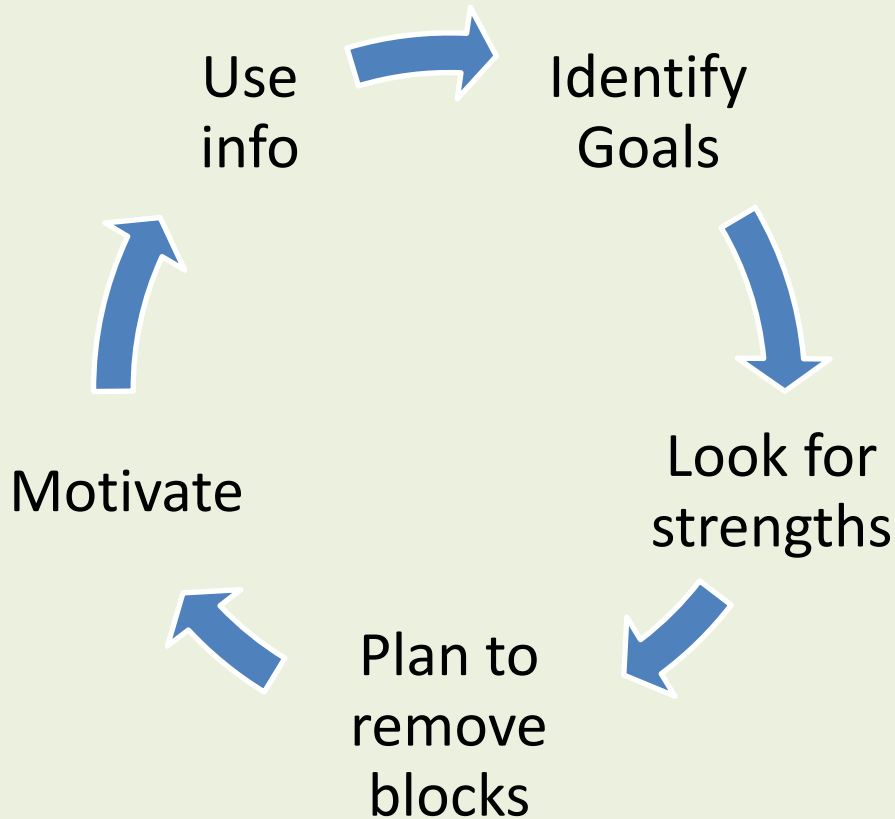 Use
info
Identify
Goals
Look for
strengths
Plan to
remove
blocks
Motivate